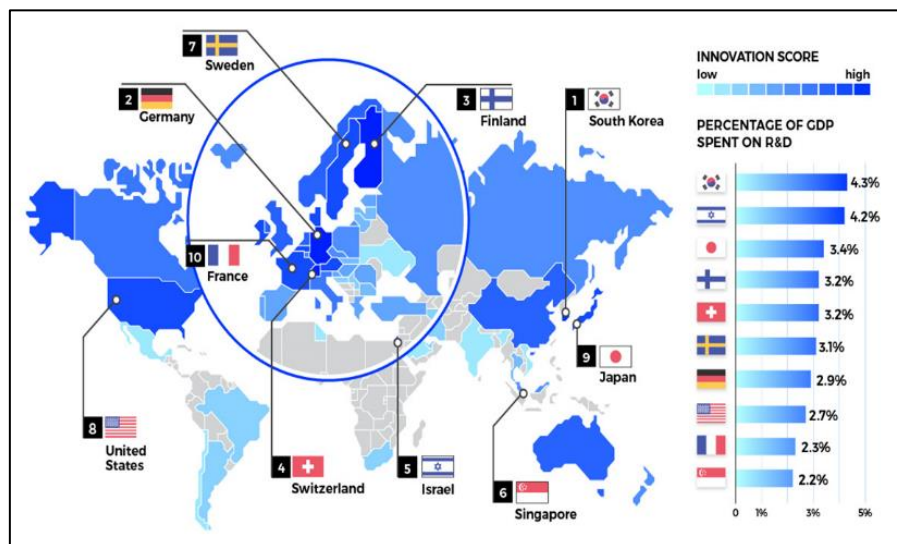 7
Sweden
2
Germany
3
Finland
1
South Korea
10
France
8
United
States
4
Switzerland
5
Israel
6
Singapore
9
Japan
INNOVATION SCORE
low high
PERCENTAGE OF GDP
SPENT ON R&D
4.3%
4.2%
3.4%
3.2%
3.2%
3.1%
2.9%
2.7%
2.3%
2.2%
0 1% 3% 5%